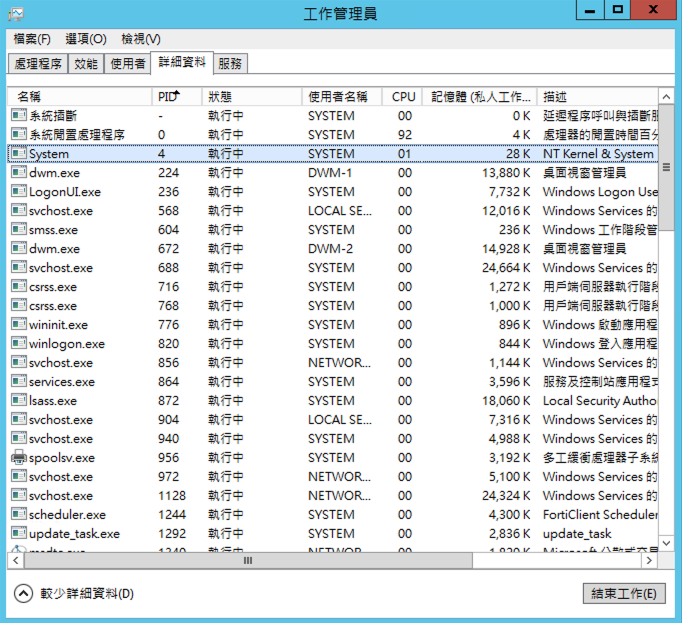 工作管理員
檔案(F) 選項(O) 檢視(V)
處理程序 效能 使用者 詳細資料 服務
名稱 PID 狀態 使用者名稱 CPU 記憶體 (私人工作... 描述
系統插斷 - 執行中 SYSTEM 00 0 K 延遲程序呼叫與插斷服
系統閒置處理程序 0 執行中 SYSTEM 92 4 K 處理器的閒置時間百分
System 4 執行中 SYSTEM 01 28 K NT Kernel & System
dwm.exe 224 執行中 DWM-1 00 13,880 K 桌面視窗管理員
LogonUI.exe 236 執行中 SYSTEM 00 7,732 K Windows Logon Use
svchost.exe 568 執行中 LOCAL SE... 00 12,016 K Windows Services 的
smss.exe 604 執行中 SYSTEM 00 236 K Windows 工作階段管
dwm.exe 672 執行中 DWM-2 00 14,928 K 桌面視窗管理員
svchost.exe 688 執行中 SYSTEM 00 24,664 K Windows Services 的
csrss.exe 716 執行中 SYSTEM 00 1,272 K 用戶端伺服器執行階段
csrss.exe 768 執行中 SYSTEM 00 1,000 K 用戶端伺服器執行階段
wininit.exe 776 執行中 SYSTEM 00 896 K Windows 啟動應用程
winlogon.exe 820 執行中 SYSTEM 00 844 K Windows 登入應用程
svchost.exe 856 執行中 NETWOR... 00 1,144 K Windows Services 的
services.exe 864 執行中 SYSTEM 00 3,596 K 服務及控制站應用程式
lsass.exe 872 執行中 SYSTEM 00 18,060 K Local Security Autho
svchost.exe 904 執行中 LOCAL SE... 00 7,316 K Windows Services 的
svchost.exe 940 執行中 SYSTEM 00 4,988 K Windows Services 的
spoolsv.exe 956 執行中 SYSTEM 00 3,192 K 多工緩衝處理器子系統
svchost.exe 972 執行中 NETWOR... 00 5,100 K Windows Services 的
svchost.exe 1128 執行中 NETWOR... 00 24,324 K Windows Services 的
scheduler.exe 1244 執行中 SYSTEM 00 4,300 K FortiClient Scheduler
update_task.exe 1292 執行中 SYSTEM 00 2,836 K update_task
較少詳細資料(D) 結束工作(E)